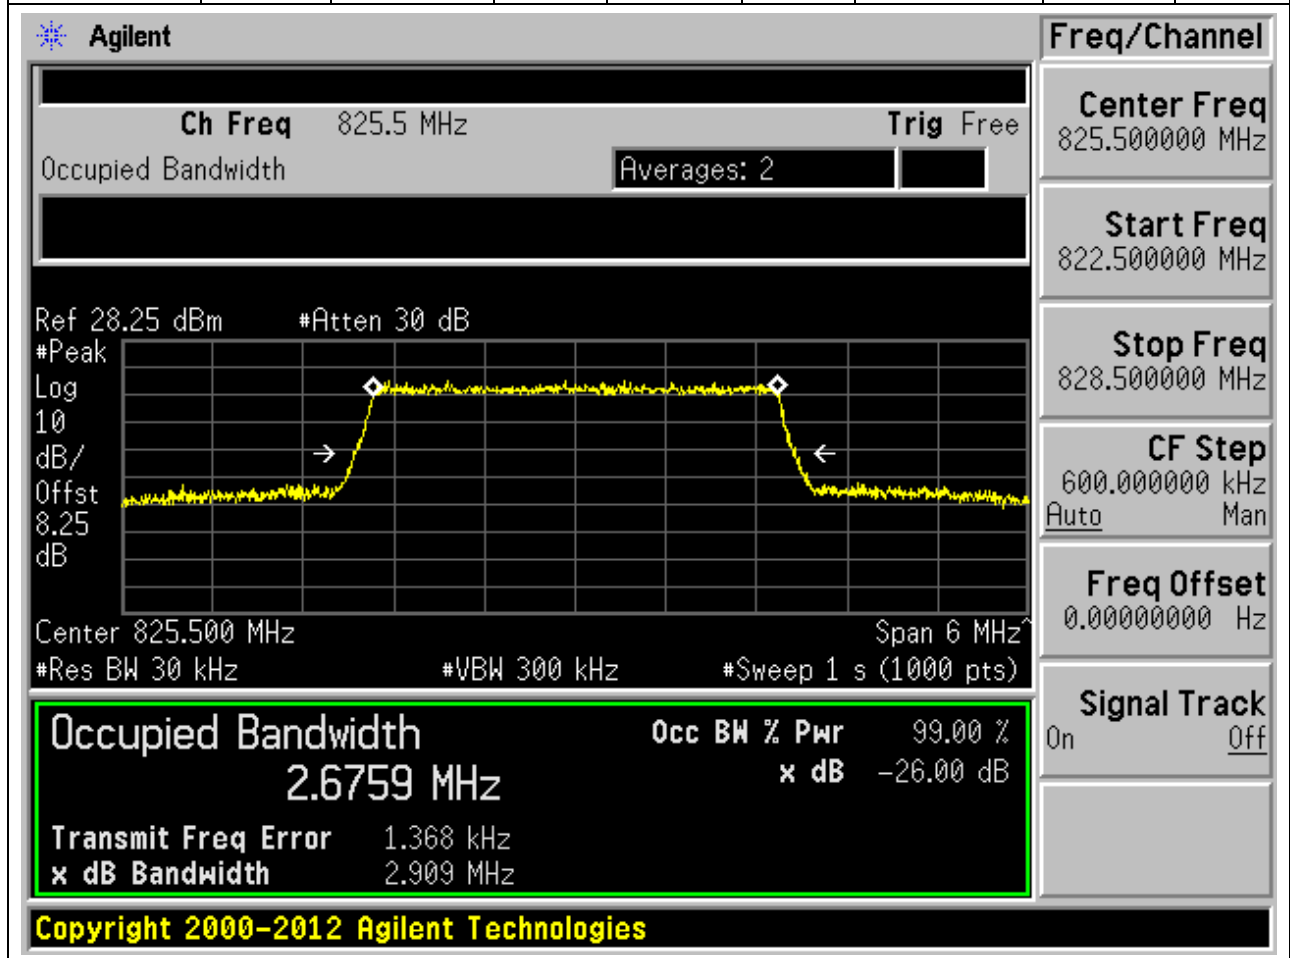 Agilent
Freq/Channel
Ch Freq 825.5 MHz Trig Free
Occupied Bandwidth Averages: 2
Center Freq
825.500000 MHz
Start Freq
822.500000 MHz
Stop Freq
828.500000 MHz
CF Step
600.000000 kHz
Auto Man
Freq Offset
0.00000000 Hz
Signal Track
On Off
Ref 28.25 dBm #Atten 30 dB
#Peak
Log
10
dB/
Offst
8.25
dB
Center 825.500 MHz Span 6 MHz^
#Res BW 30 kHz #VBW 300 kHz #Sweep 1 s (1000 pts)
Occupied Bandwidth
2.6759 MHz
Occ BW % Pwr 99.00 %
x dB -26.00 dB
Transmit Freq Error 1.368 kHz
x dB Bandwidth 2.909 MHz
Copyright 2000-2012 Agilent Technologies